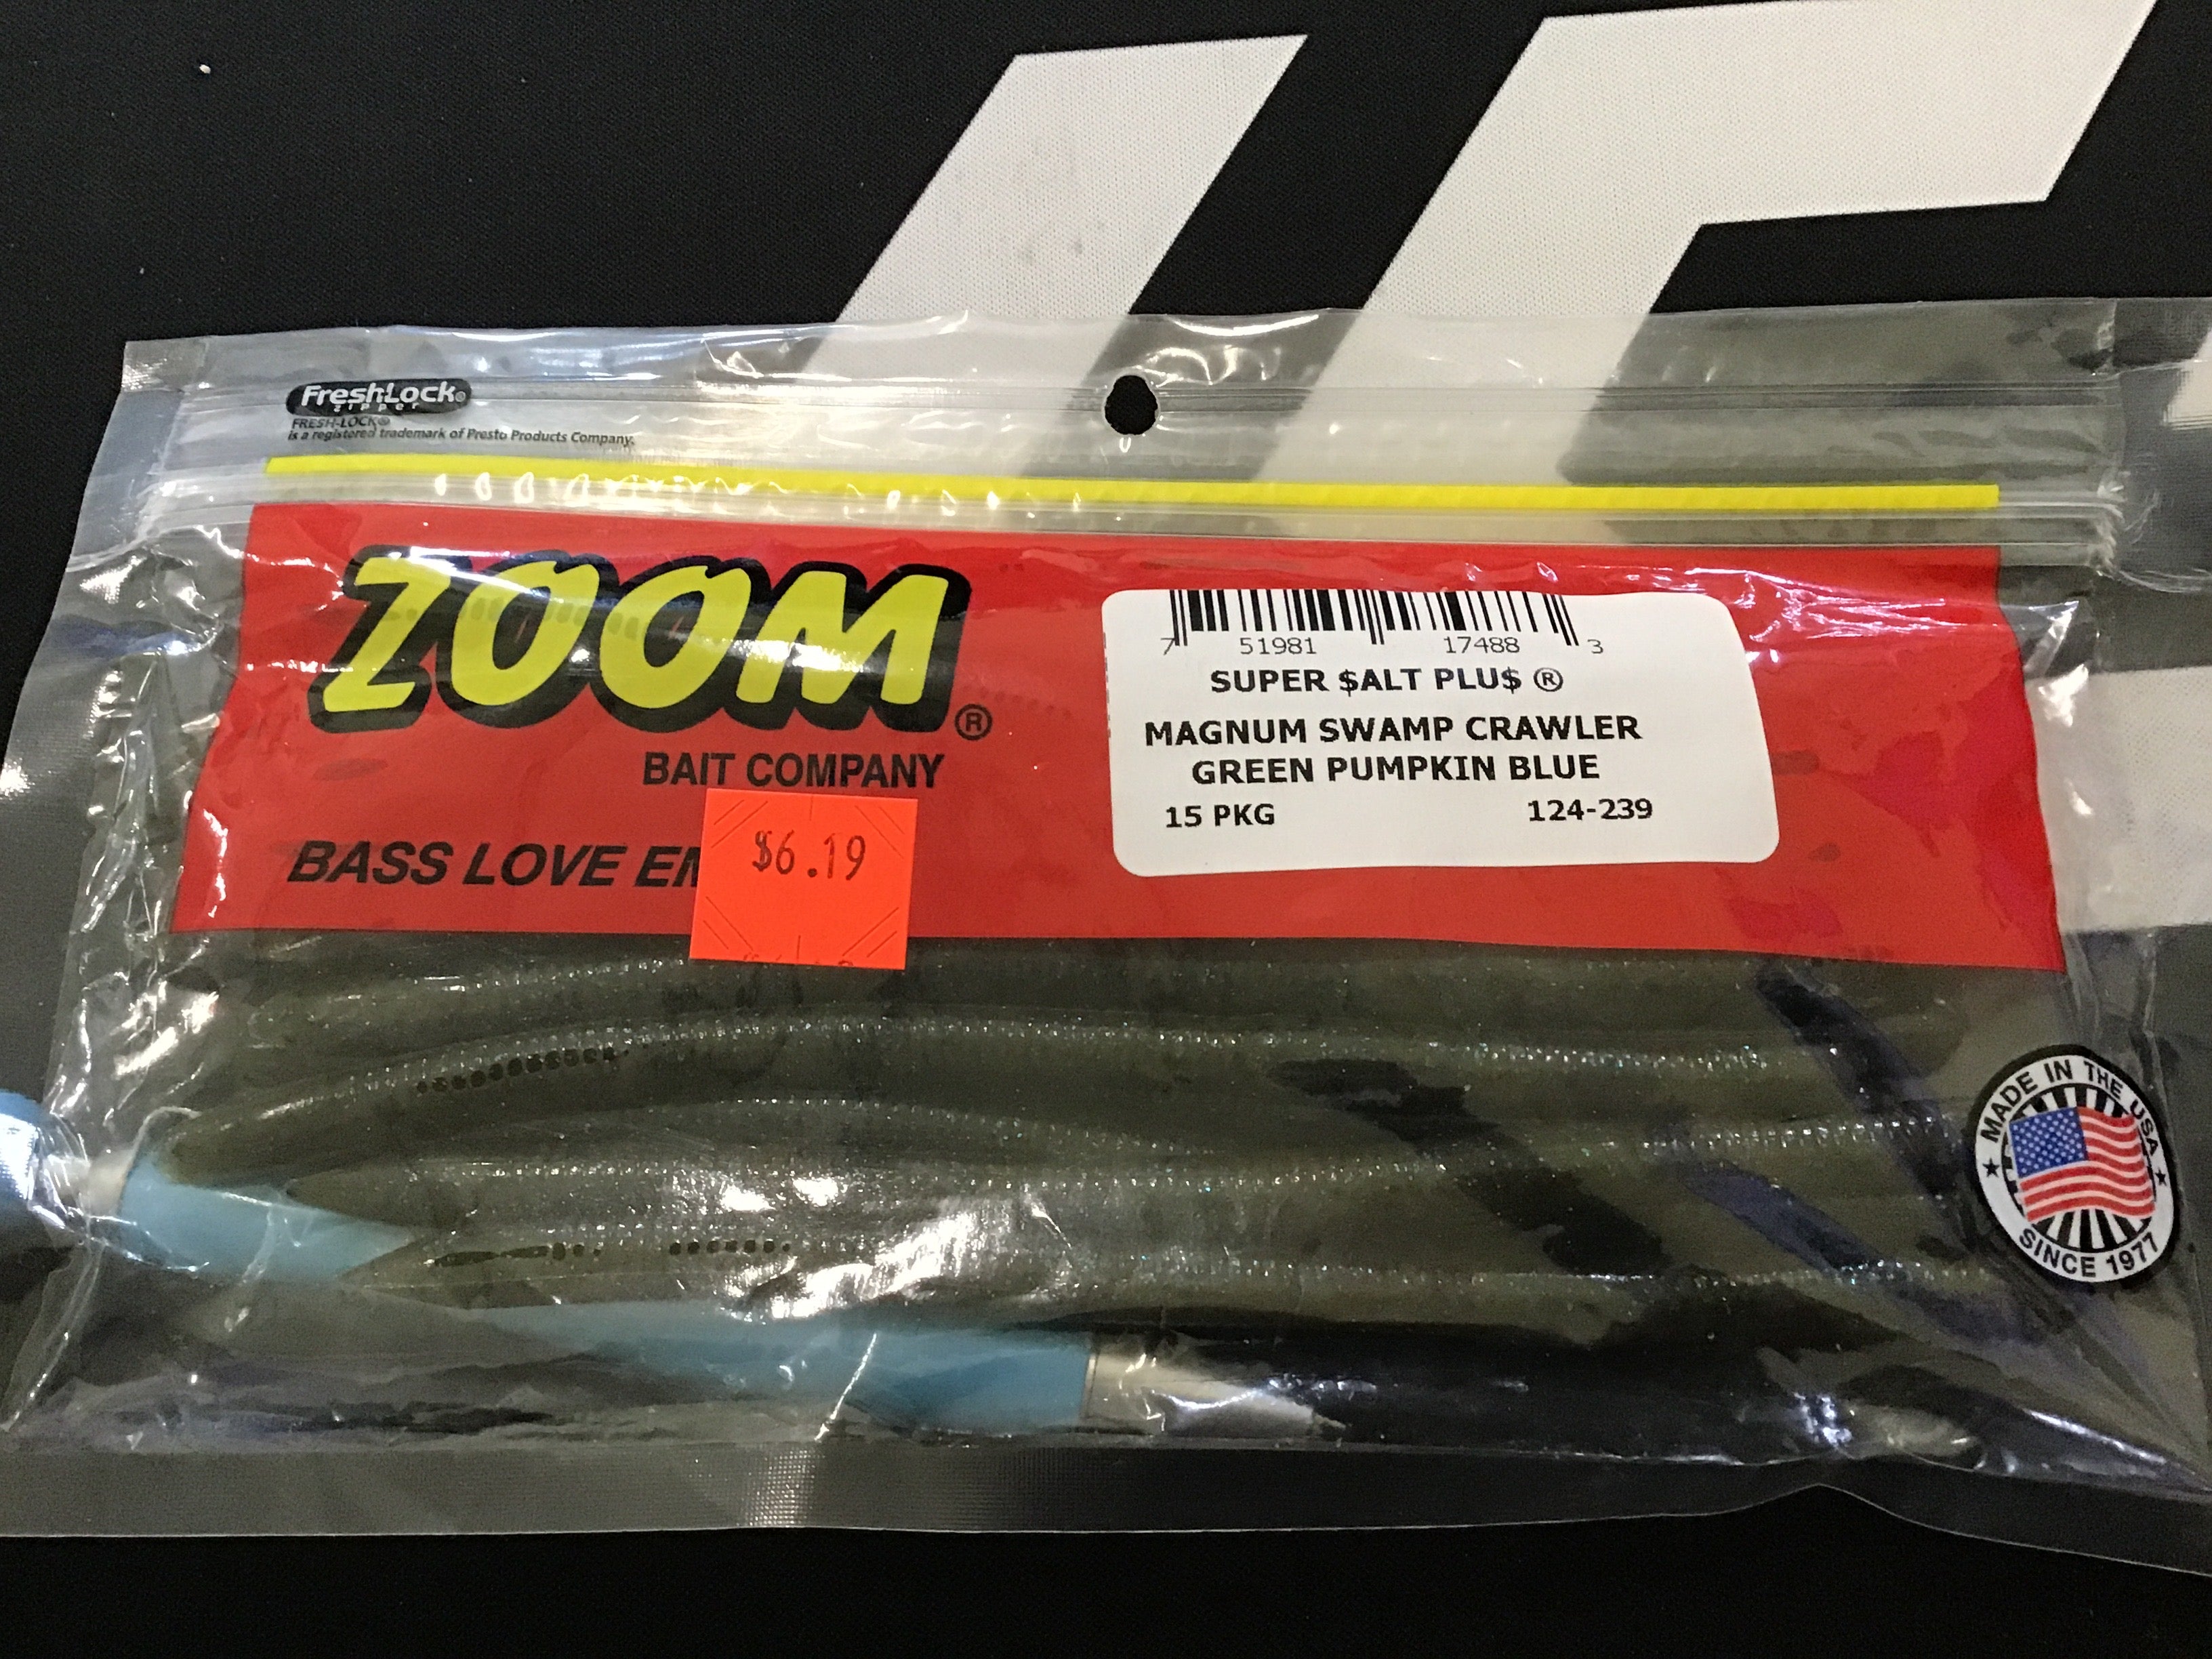 FreshLock®
zipper
FRESH-LOCK®
is a registered trademark of Presto Products Company.
ZOOM®
BAIT COMPANY
BASS LOVE EM
$6.19
7 51981 17488 3
SUPER $ALT PLU$ ®
MAGNUM SWAMP CRAWLER
GREEN PUMPKIN BLUE
15 PKG 124-239
MADE IN THE USA
SINCE 1977